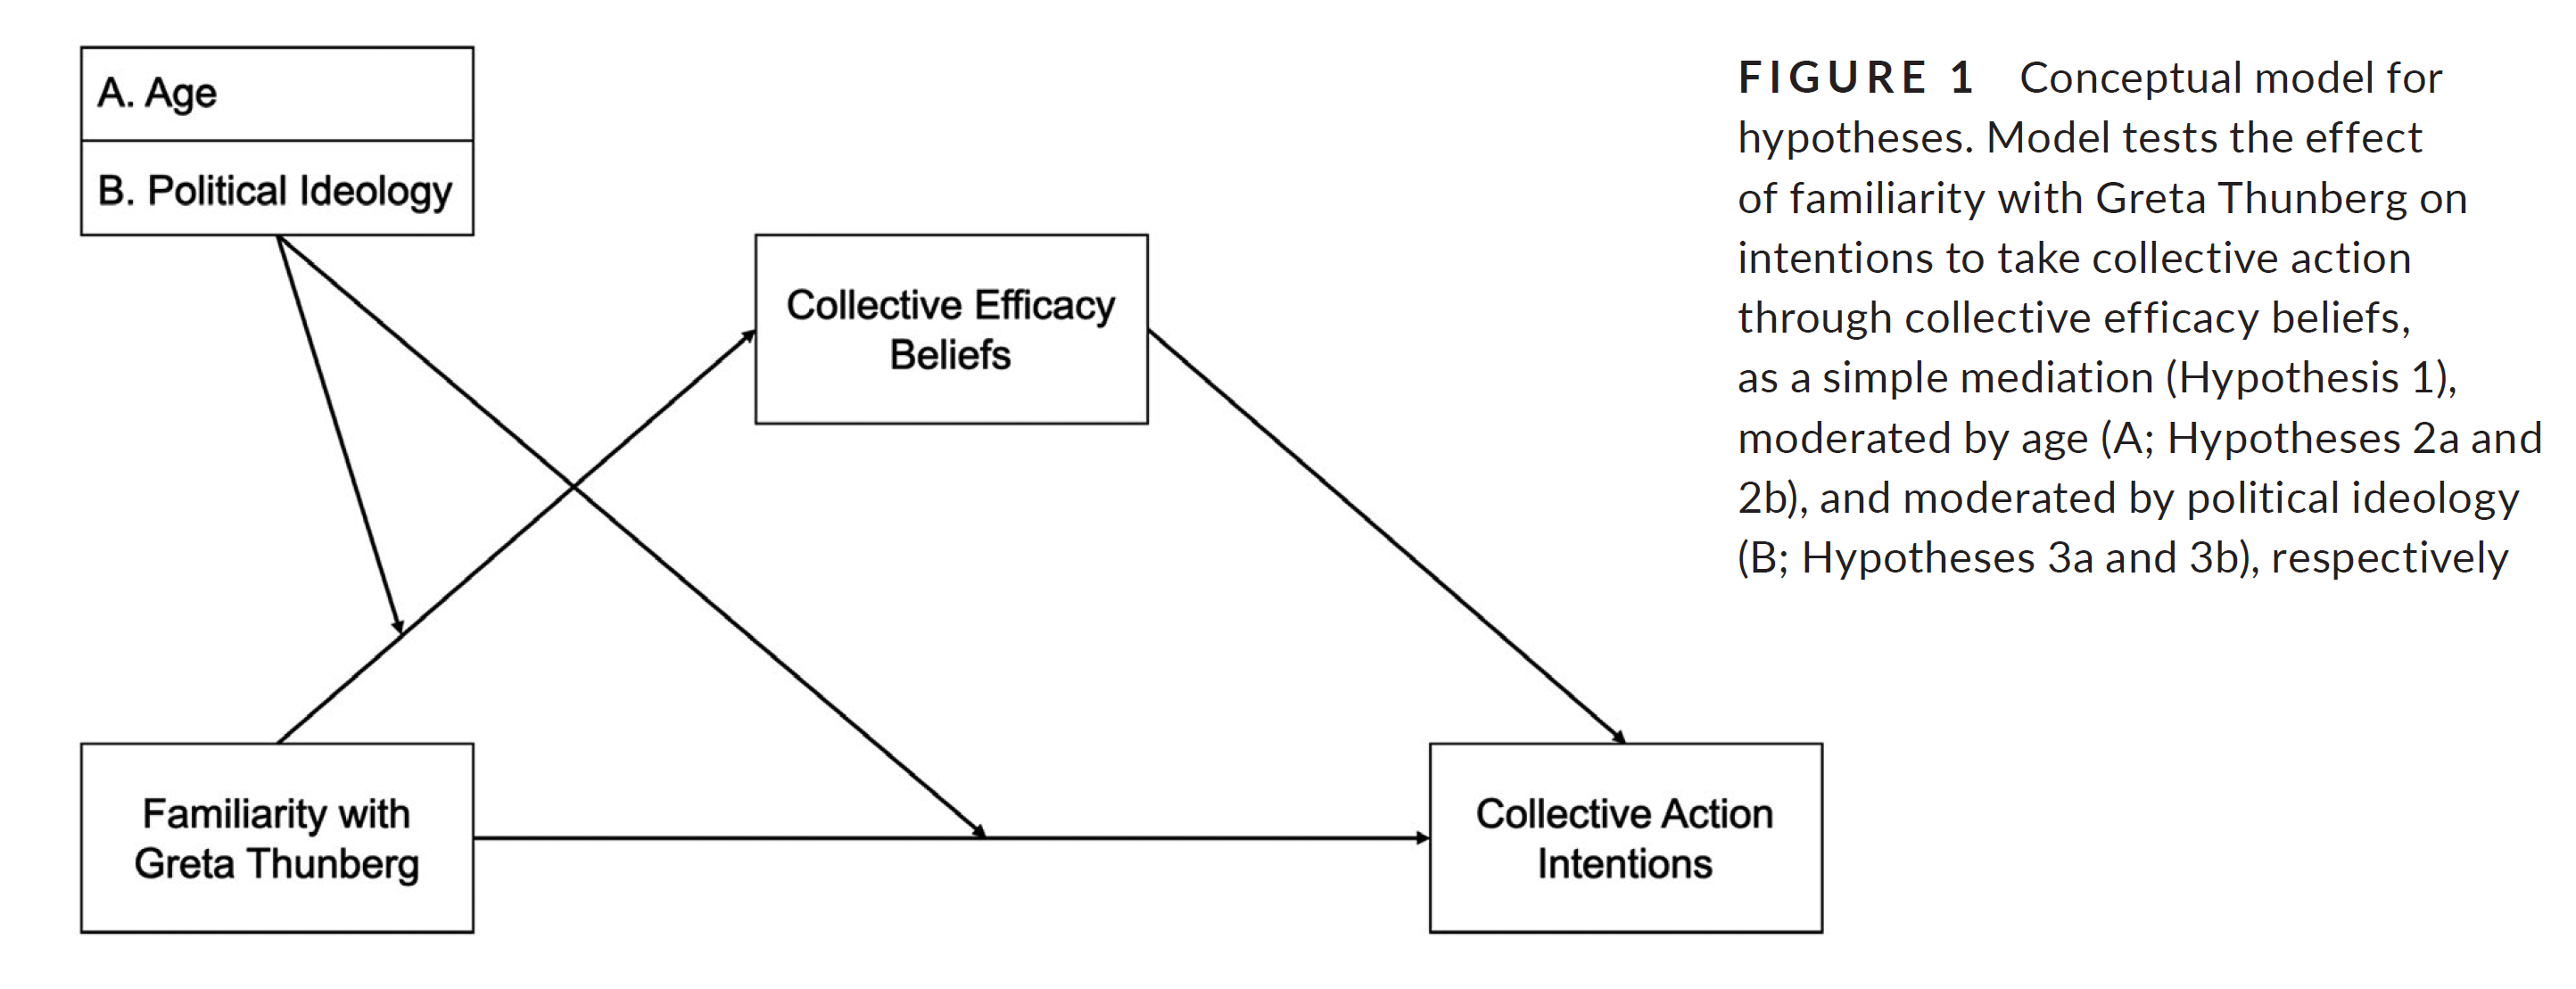 A. Age
B. Political Ideology
Collective Efficacy
Beliefs
Familiarity with
Greta Thunberg
Collective Action
Intentions
FIGURE 1 Conceptual model for
hypotheses. Model tests the effect
of familiarity with Greta Thunberg on
intentions to take collective action
through collective efficacy beliefs,
as a simple mediation (Hypothesis 1),
moderated by age (A; Hypotheses 2a and
2b), and moderated by political ideology
(B; Hypotheses 3a and 3b), respectively